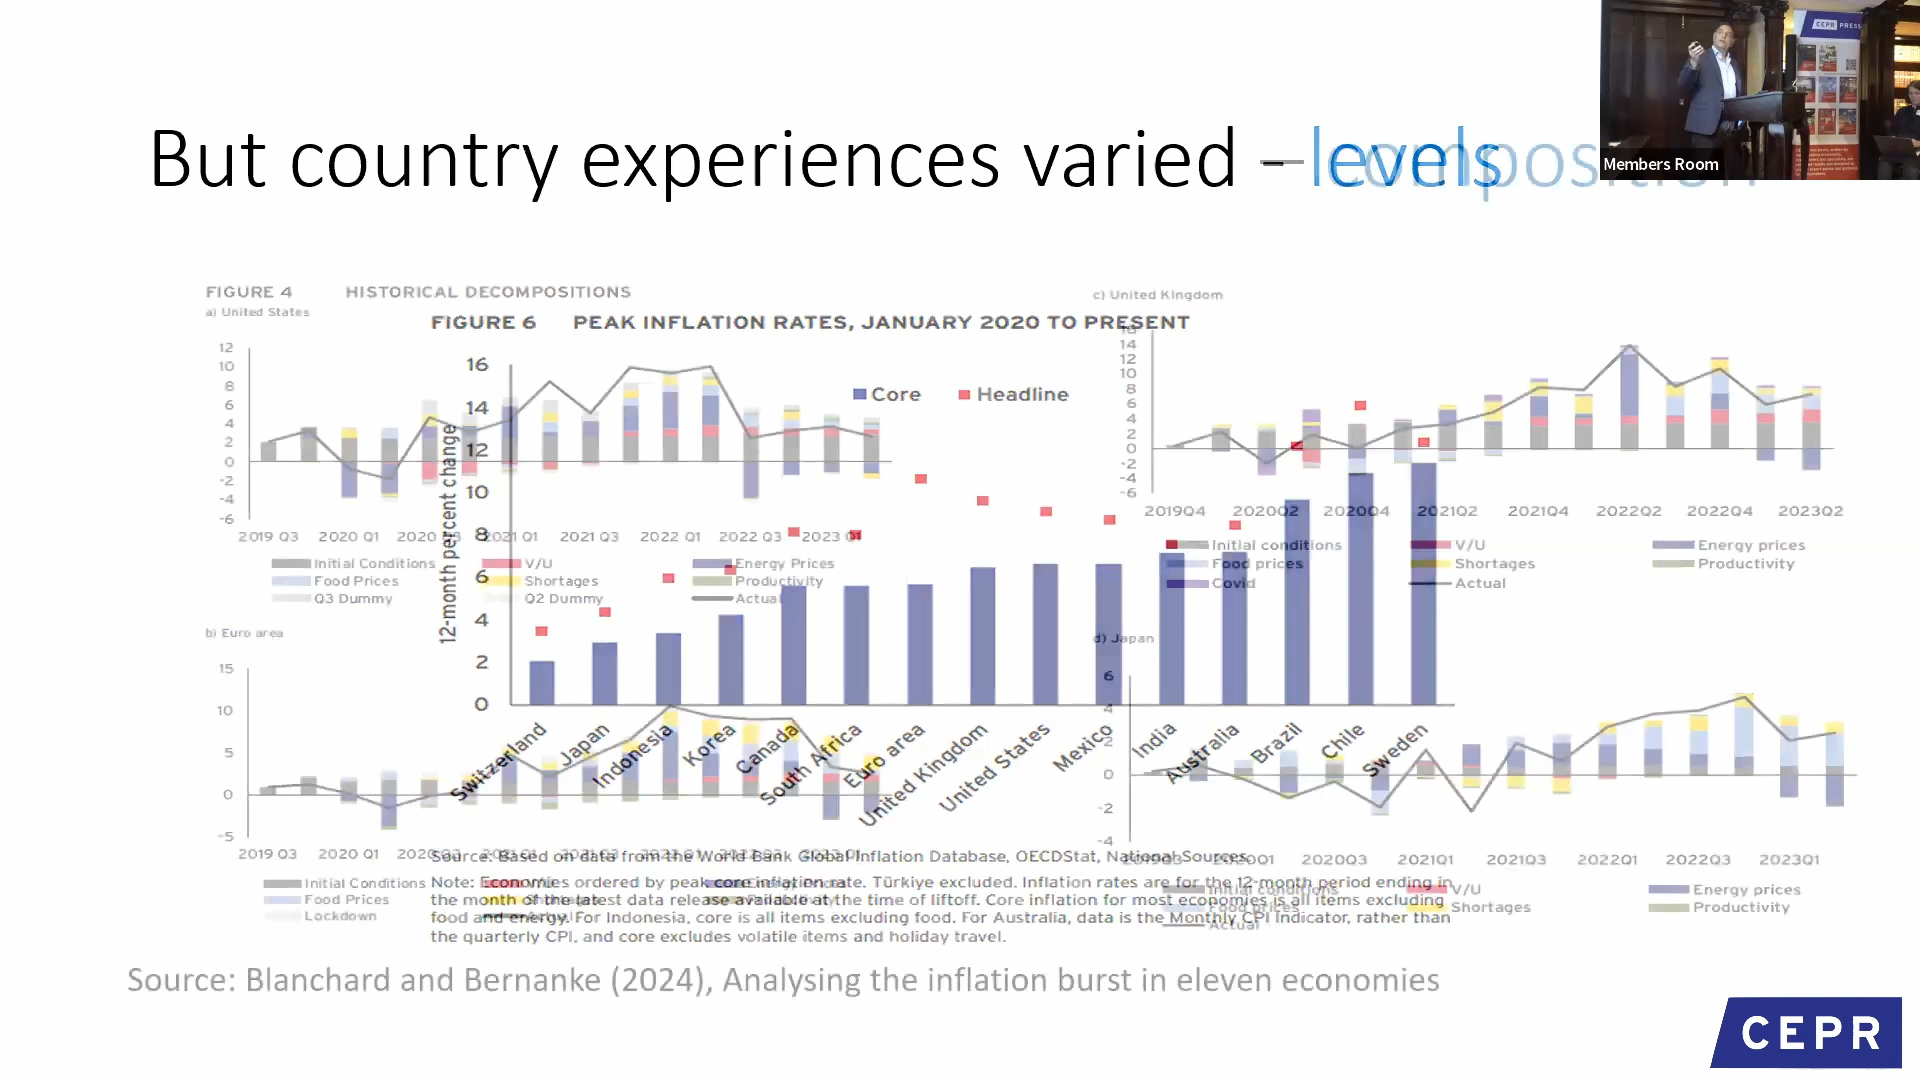 But country experiences varied – levels
composition
CEPR PRESS
Members Room
FIGURE 4 HISTORICAL DECOMPOSITIONS
a) United States
12
10
8
6
4
2
0
-2
-4
-6
2019 Q3 2020 Q1 2020 Q3 2021 Q1 2021 Q3 2022 Q1 2022 Q3 2023 Q1
Initial Conditions V/U Energy Prices
Food Prices Shortages Productivity
Q3 Dummy Q2 Dummy Actual
c) United Kingdom
16
14
12
10
8
6
4
2
0
-2
-4
-6
2019Q4 2020Q2 2020Q4 2021Q2 2021Q4 2022Q2 2022Q4 2023Q2
Initial conditions V/U Energy prices
Food prices Shortages Productivity
Covid Actual
FIGURE 6 PEAK INFLATION RATES, JANUARY 2020 TO PRESENT
Core Headline
12-month percent change
16
14
12
10
8
6
4
2
0
Switzerland Japan Indonesia Korea Canada South Africa Euro area United Kingdom United States Mexico India Australia Brazil Chile Sweden
b) Euro area
15
10
5
0
-5
2019 Q3 2020 Q1 2020 Q3 2021 Q1 2021 Q3 2022 Q1 2022 Q3 2023 Q1
Initial Conditions
Food Prices
Lockdown
d) Japan
6
4
2
0
-2
-4
2019Q3 2020Q1 2020Q3 2021Q1 2021Q3 2022Q1 2022Q3 2023Q1
Initial conditions V/U Energy prices
Food prices Shortages Productivity
Actual
Source: Based on data from the World Bank Global Inflation Database, OECDStat, National Sources.
Note: Economies ordered by peak core inflation rate. Türkiye excluded. Inflation rates are for the 12-month period ending in
the month of the latest data release available at the time of liftoff. Core inflation for most economies is all items excluding
food and energy. For Indonesia, core is all items excluding food. For Australia, data is the Monthly CPI Indicator, rather than
the quarterly CPI, and core excludes volatile items and holiday travel.
Source: Blanchard and Bernanke (2024), Analysing the inflation burst in eleven economies
CEPR